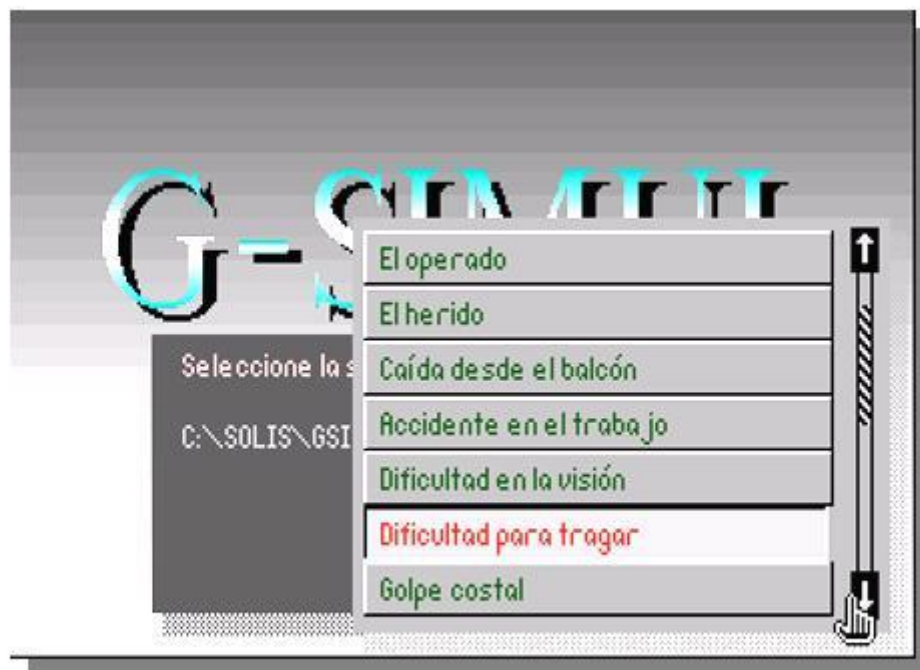 G-SIMUL
El operado
El herido
Seleccione la s
Caída desde el balcón
Accidente en el trabajo
C:\SOLIS\GSI
Dificultad en la visión
Dificultad para tragar
Golpe costal